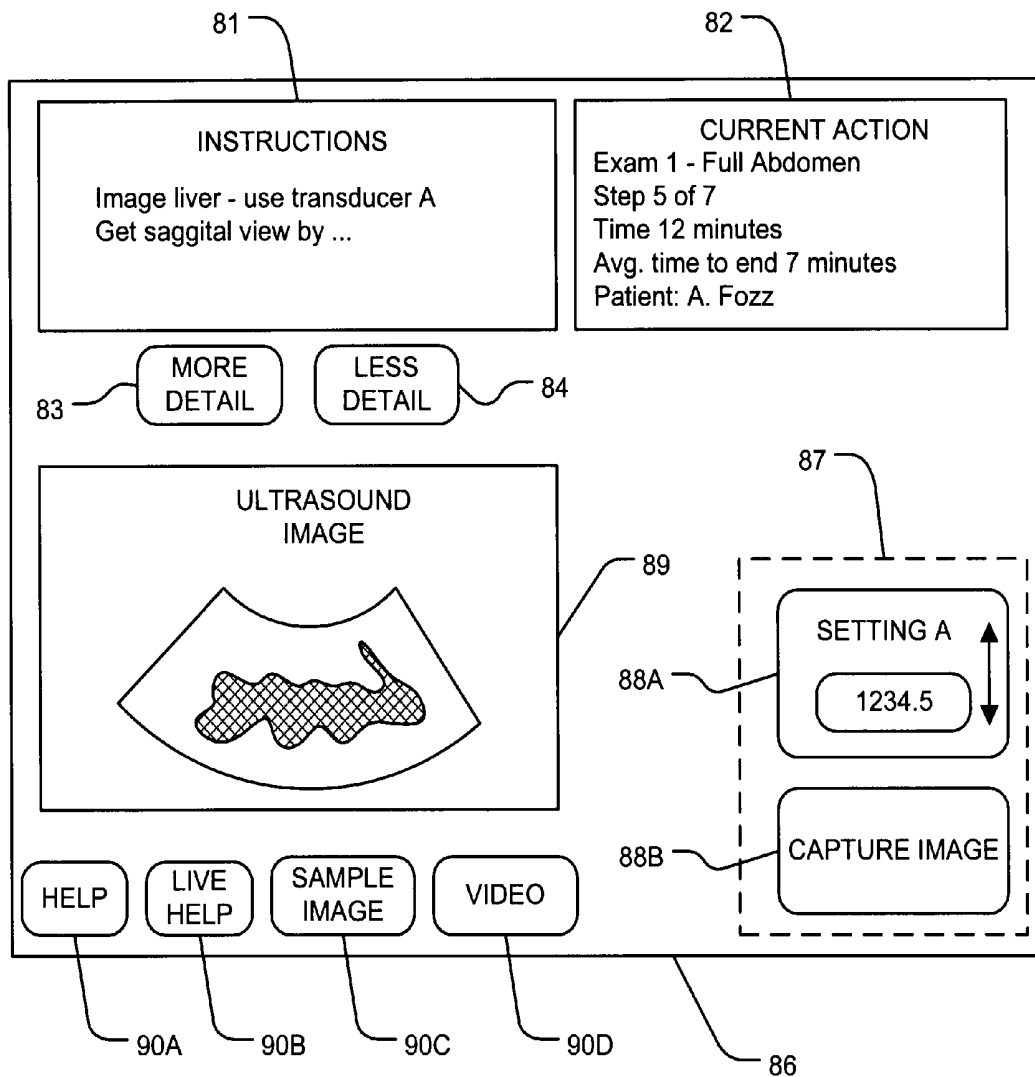 81
82
INSTRUCTIONS
Image liver - use transducer A
Get saggital view by ...
CURRENT ACTION
Exam 1 - Full Abdomen
Step 5 of 7
Time 12 minutes
Avg. time to end 7 minutes
Patient: A. Fozz
83
MORE
DETAIL
LESS
DETAIL
84
ULTRASOUND
IMAGE
89
87
88A
SETTING A
1234.5
88B
CAPTURE IMAGE
HELP
LIVE
HELP
SAMPLE
IMAGE
VIDEO
90A
90B
90C
90D
86